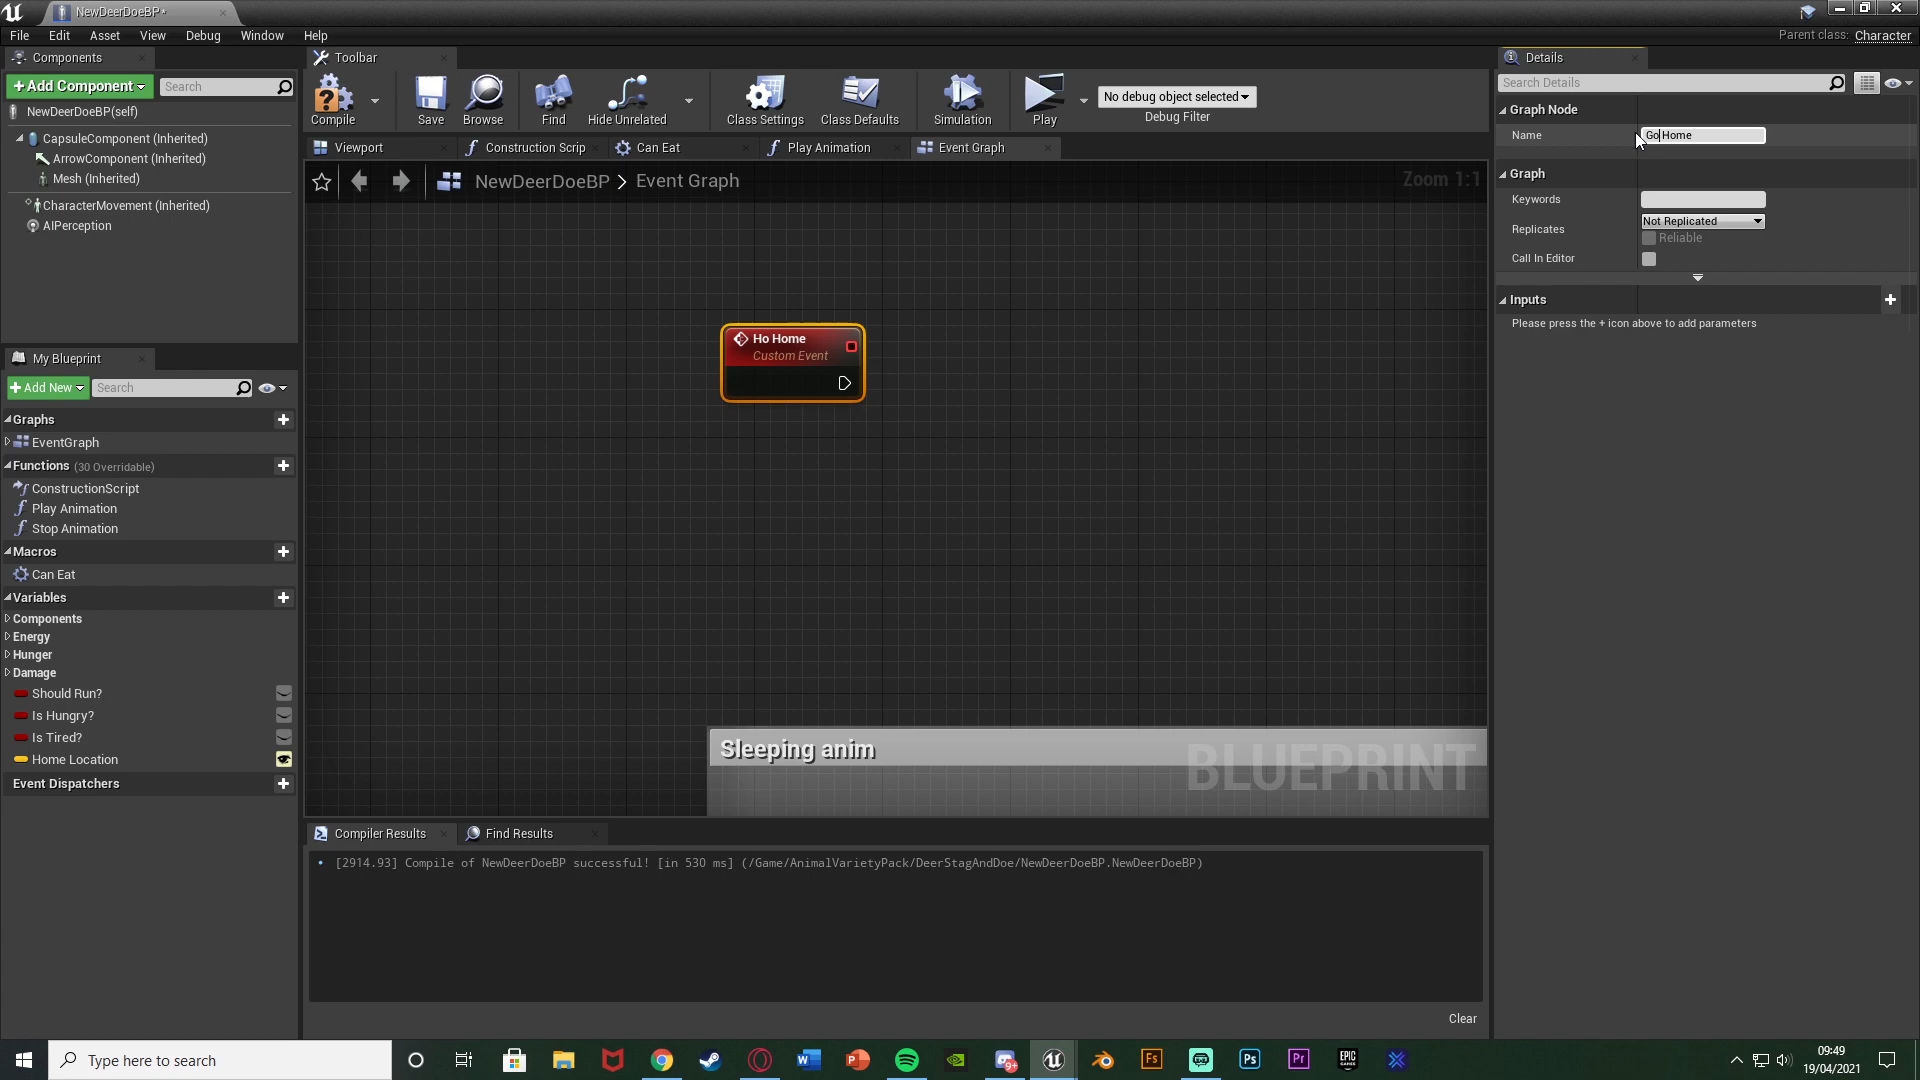 NewDeerDoeBP*
File Edit Asset View Debug Window Help
Parent class: Character
Components
Toolbar
Details
+Add Component
Search
NewDeerDoeBP(self)
CapsuleComponent (Inherited)
ArrowComponent (Inherited)
Mesh (Inherited)
CharacterMovement (Inherited)
AIPerception
Compile
Save
Browse
Find
Hide Unrelated
Class Settings
Class Defaults
Simulation
Play
No debug object selected
Debug Filter
Viewport
Construction Scrip
Can Eat
Play Animation
Event Graph
NewDeerDoeBP > Event Graph
Zoom 1:1
Ho Home
Custom Event
Sleeping anim
BLUEPRINT
Search Details
Graph Node
Name
Go Home
Graph
Keywords
Replicates
Not Replicated
Reliable
Call In Editor
Inputs
Please press the + icon above to add parameters
My Blueprint
+Add New
Search
Graphs
EventGraph
Functions (30 Overridable)
ConstructionScript
Play Animation
Stop Animation
Macros
Can Eat
Variables
Components
Energy
Hunger
Damage
Should Run?
Is Hungry?
Is Tired?
Home Location
Event Dispatchers
Compiler Results
Find Results
[2914.93] Compile of NewDeerDoeBP successful! [in 530 ms] (/Game/AnimalVarietyPack/DeerStagAndDoe/NewDeerDoeBP.NewDeerDoeBP)
Clear
Type here to search
09:49
19/04/2021